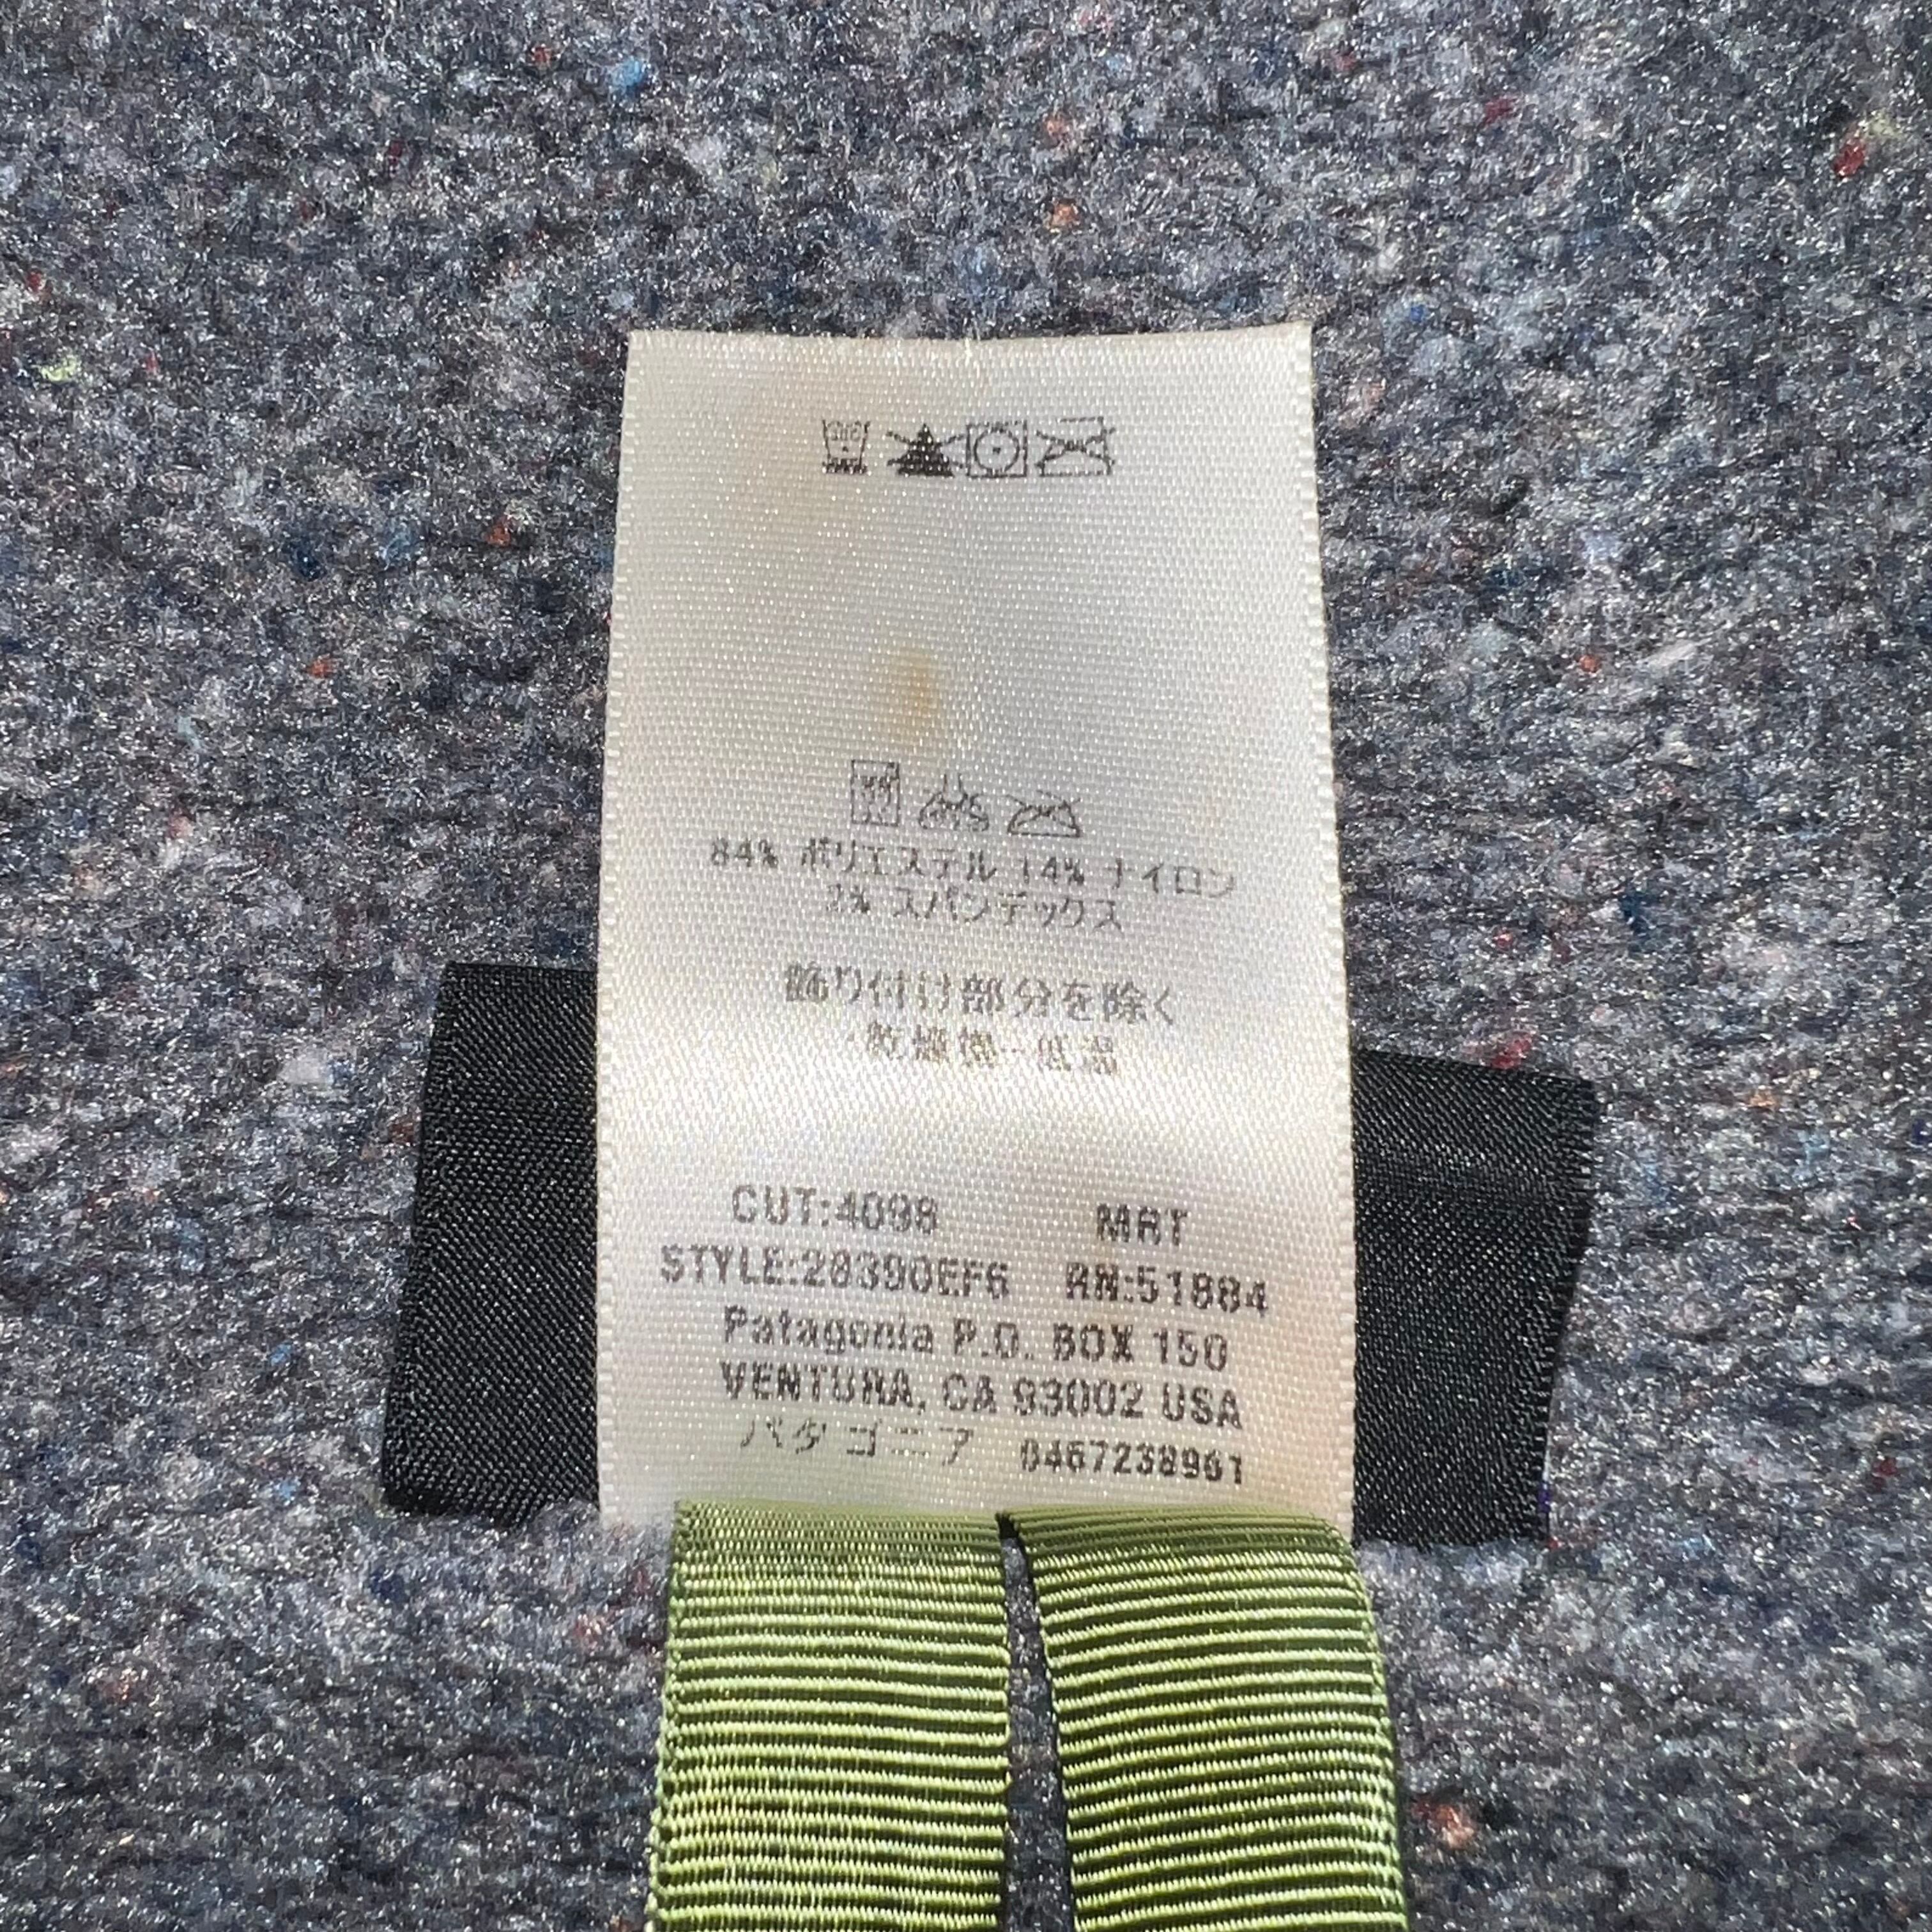 84% ポリエステル 14% ナイロン
2% スパンデックス
飾り付け部分を除く
乾燥機--低温
CUT:4098 MRT
STYLE:28390EF6 RN:51884
Patagonia P.O. BOX 150
VENTURA, CA 93002 USA
パタゴニア 0467238961